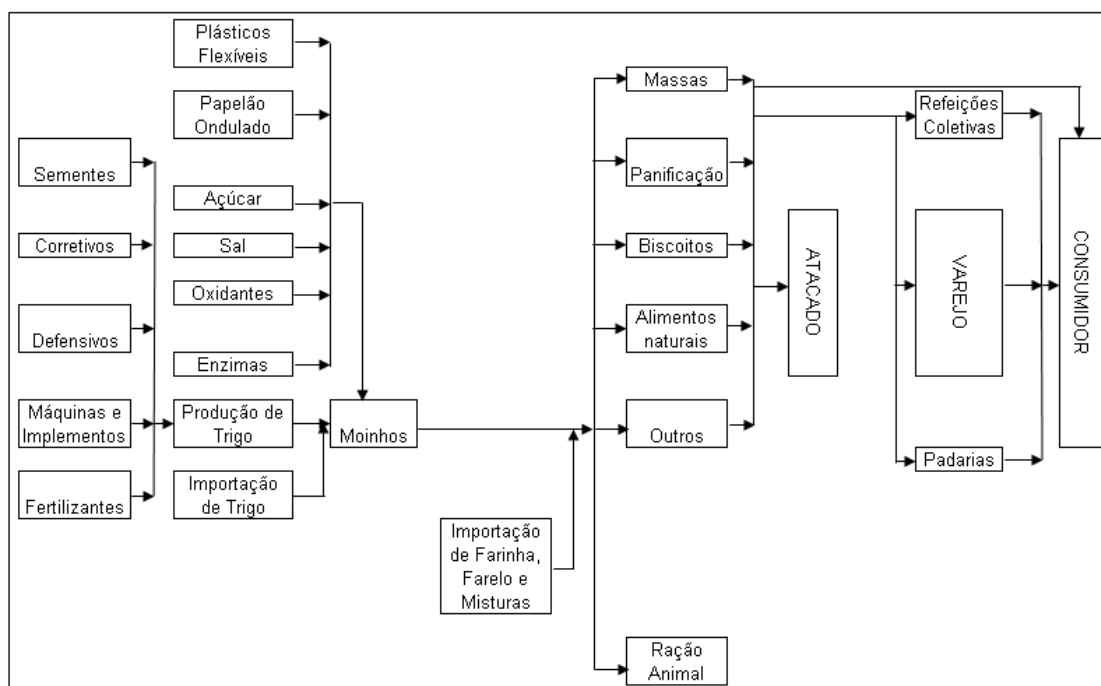 Plásticos
Flexíveis
Papelão
Ondulado
Sementes
Açúcar
Corretivos
Sal
Oxidantes
Defensivos
Enzimas
Máquinas e
Implementos
Produção de
Trigo
Moinhos
Fertilizantes
Importação
de Trigo
Importação
de Farinha,
Farelo e
Misturas
Massas
Panificação
Biscoitos
Alimentos
naturais
Outros
Ração
Animal
ATACADO
Refeições
Coletivas
VAREJO
Padarias
CONSUMIDOR